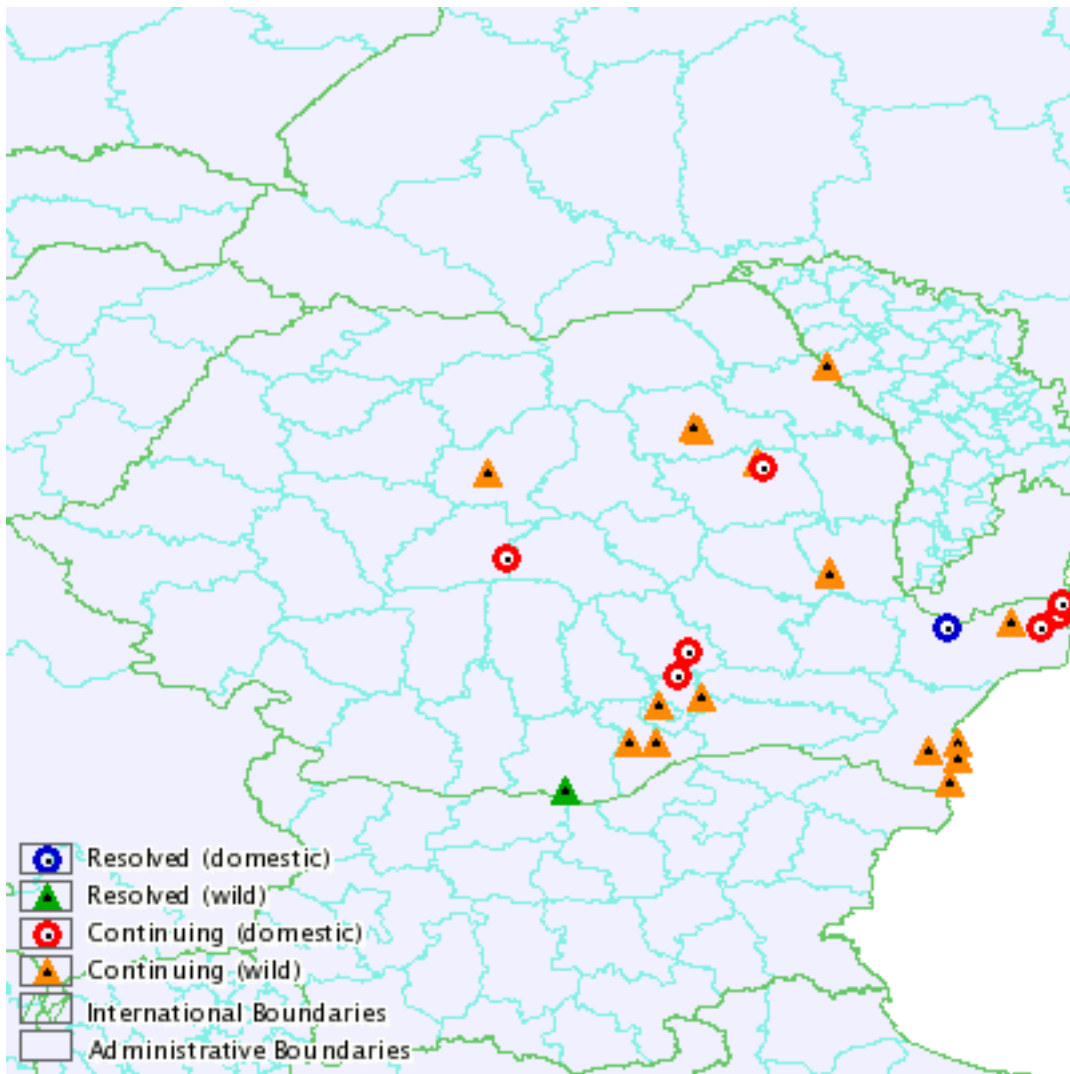 Resolved (domestic)
Resolved (wild)
Continuing (domestic)
Continuing (wild)
International Boundaries
Administrative Boundaries